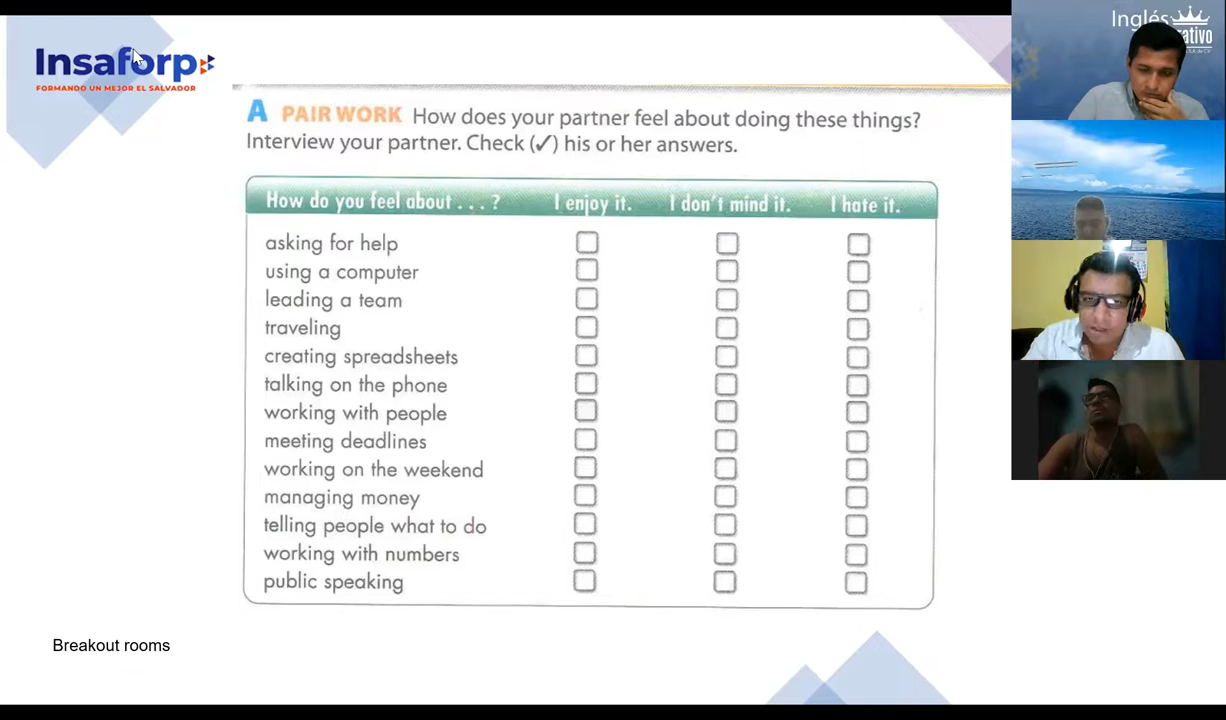 Insaforp
FORMANDO UN MEJOR EL SALVADOR
A PAIR WORK How does your partner feel about doing these things?
Interview your partner. Check (✓) his or her answers.
How do you feel about . . . ? I enjoy it. I don't mind it. I hate it.
asking for help
using a computer
leading a team
traveling
creating spreadsheets
talking on the phone
working with people
meeting deadlines
working on the weekend
managing money
telling people what to do
working with numbers
public speaking
Breakout rooms
Inglés